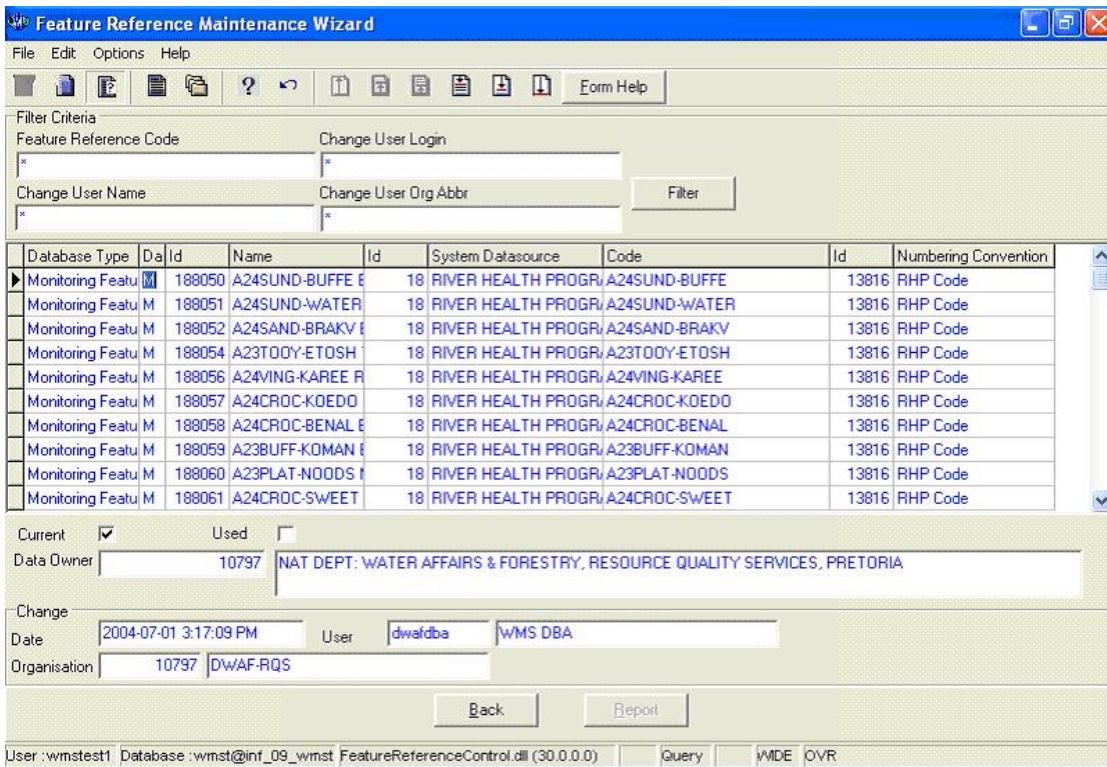 Feature Reference Maintenance Wizard
File Edit Options Help
Form Help
Filter Criteria
Feature Reference Code Change User Login
* *
Change User Name Change User Org Abbr Filter
* *
Database Type Da Id Name Id System Datasource Code Id Numbering Convention
Monitoring Featu M 188050 A24SUND-BUFFE 18 RIVER HEALTH PROGR A24SUND-BUFFE 13816 RHP Code
Monitoring Featu M 188051 A24SUND-WATER 18 RIVER HEALTH PROGR A24SUND-WATER 13816 RHP Code
Monitoring Featu M 188052 A24SAND-BRAKV 18 RIVER HEALTH PROGR A24SAND-BRAKV 13816 RHP Code
Monitoring Featu M 188054 A23TOOY-ETOSH 18 RIVER HEALTH PROGR A23TOOY-ETOSH 13816 RHP Code
Monitoring Featu M 188056 A24VING-KAREE 18 RIVER HEALTH PROGR A24VING-KAREE 13816 RHP Code
Monitoring Featu M 188057 A24CROC-KOEDO 18 RIVER HEALTH PROGR A24CROC-KOEDO 13816 RHP Code
Monitoring Featu M 188058 A24CROC-BENAL 18 RIVER HEALTH PROGR A24CROC-BENAL 13816 RHP Code
Monitoring Featu M 188059 A23BUFF-KOMAN 18 RIVER HEALTH PROGR A23BUFF-KOMAN 13816 RHP Code
Monitoring Featu M 188060 A23PLAT-NOODS 18 RIVER HEALTH PROGR A23PLAT-NOODS 13816 RHP Code
Monitoring Featu M 188061 A24CROC-SWEET 18 RIVER HEALTH PROGR A24CROC-SWEET 13816 RHP Code
Current Used
Data Owner 10797 NAT DEPT: WATER AFFAIRS & FORESTRY, RESOURCE QUALITY SERVICES, PRETORIA
Change
Date 2004-07-01 3:17:09 PM User dwafdba WMS DBA
Organisation 10797 DWAF-RQS
Back Report
User :wmstest1 Database :wmst@inf_09_wmst FeatureReferenceControl.dll (30.0.0.0) Query WIDE OVR